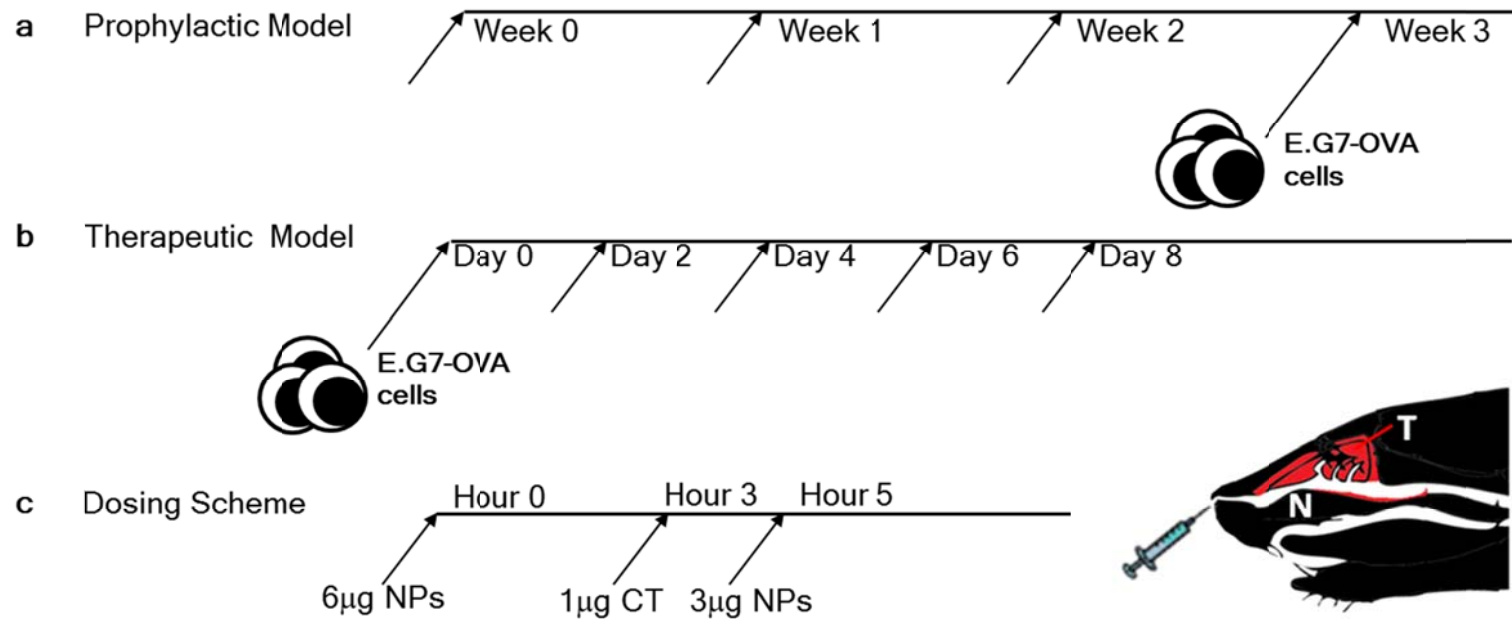 a Prophylactic Model
Week 0 Week 1 Week 2 Week 3
E.G7-OVA
cells
b Therapeutic Model
Day 0 Day 2 Day 4 Day 6 Day 8
E.G7-OVA
cells
c Dosing Scheme
Hour 0 Hour 3 Hour 5
6μg NPs 1μg CT 3μg NPs
T
N